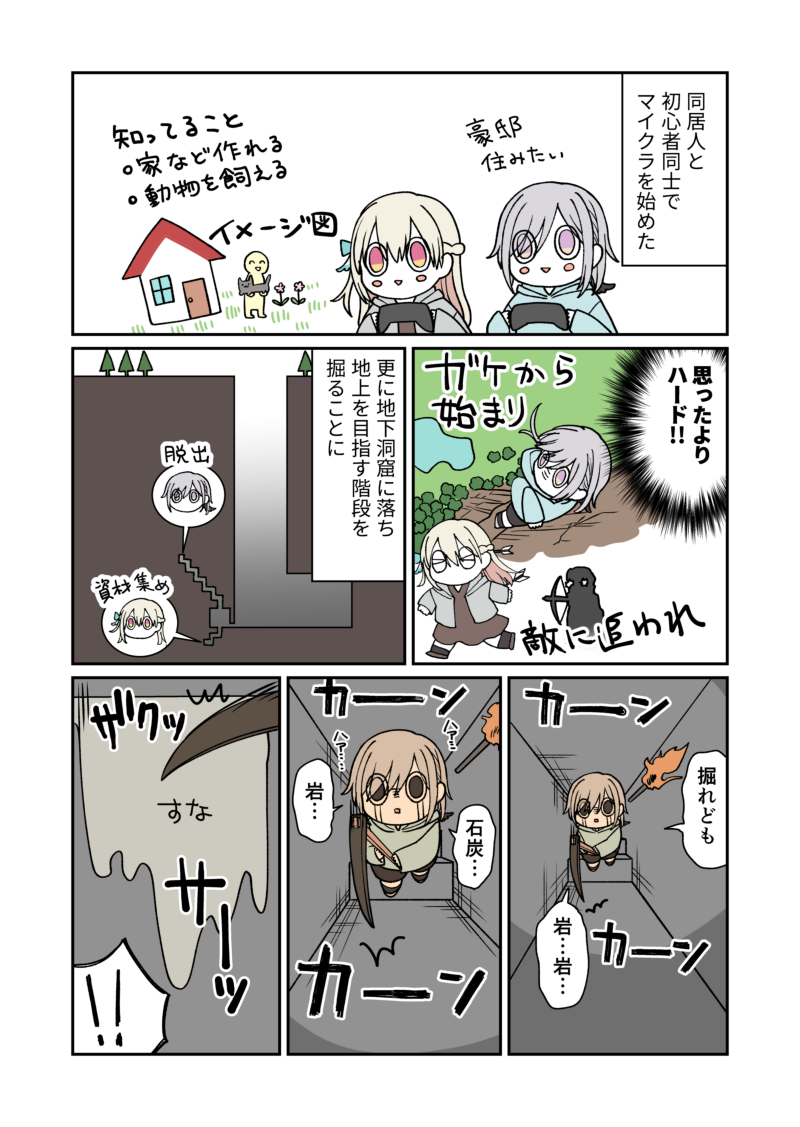 同居人と
初心者同士で
マイクラを始めた
豪邸
住みたい
知ってること
・家など作れる
・動物を飼える
イメージ図
思ったより
ハード!!
ガケから
始まり
敵に追われ
更に地下洞窟に落ち
地上を目指す階段を
掘ることに
脱出
資材集め
カーーン
掘れども
岩…岩…
カーーン
カーーン
ハァ…
ハァ…
石炭…
岩…
カーーン
ザクッ
すな
サーーッ
!!